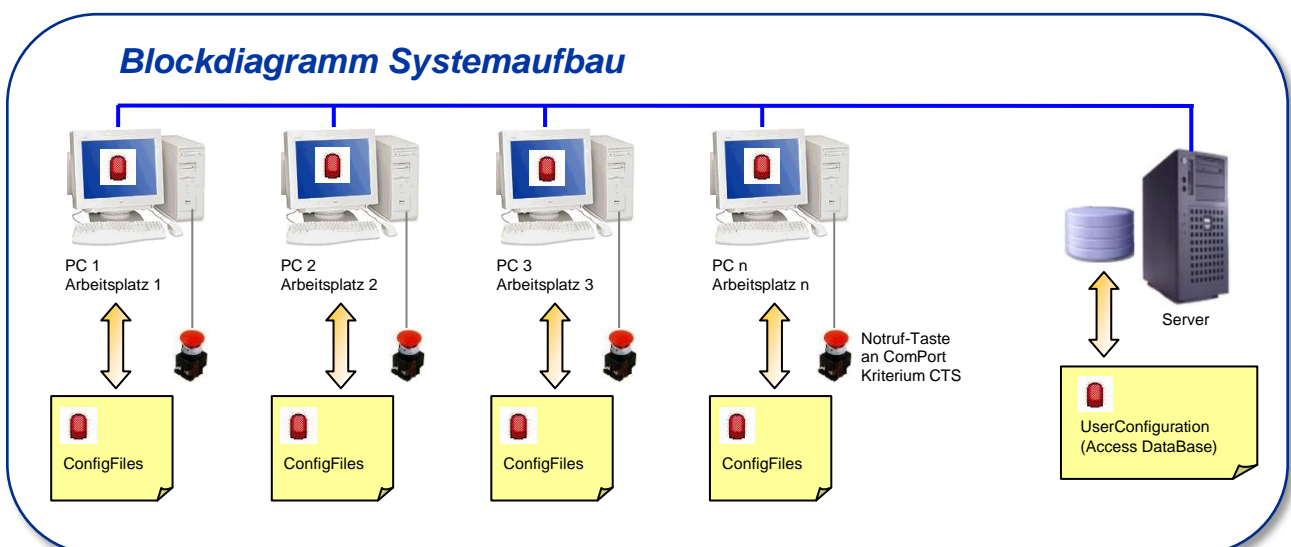 Blockdiagramm Systemaufbau
PC 1
Arbeitsplatz 1
PC 2
Arbeitsplatz 2
PC 3
Arbeitsplatz 3
PC n
Arbeitsplatz n
Server
Notruf-Taste
an ComPort
Kriterium CTS
ConfigFiles
ConfigFiles
ConfigFiles
ConfigFiles
UserConfiguration
(Access DataBase)